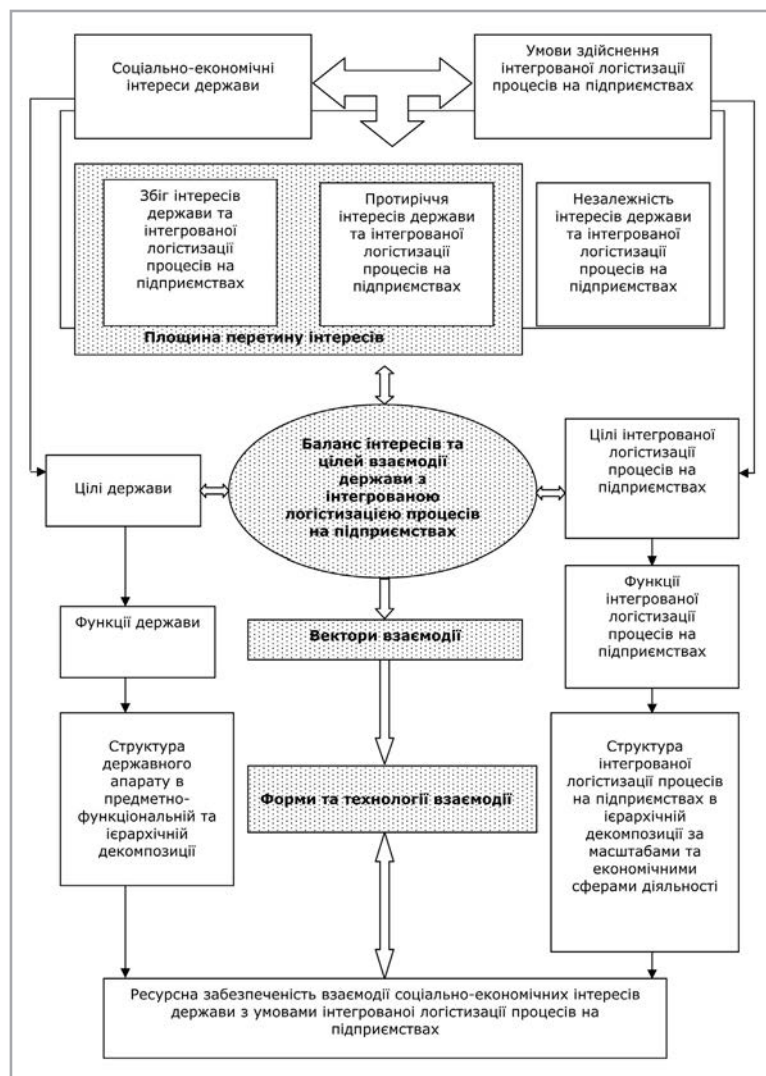 Соціально-економічні
інтереси держави
Умови здійснення
інтегрованої логістизації
процесів на підприємствах
Збіг інтересів
держави та
інтегрованої
логістизації
процесів на
підприємствах
Протиріччя
інтересів держави
та інтегрованої
логістизації
процесів на
підприємствах
Незалежність
інтересів держави
та інтегрованої
логістизації
процесів на
підприємствах
Площина перетину інтересів
Баланс інтересів та
цілей взаємодії
держави з
інтегрованою
логістизацією процесів
на підприємствах
Цілі держави
Цілі інтегрованої
логістизації
процесів на
підприємствах
Функції держави
Вектори взаємодії
Функції
інтегрованої
логістизації
процесів на
підприємствах
Структура
державного
апарату в
предметно-
функціональній та
ієрархічній
декомпозиції
Форми та технології взаємодії
Структура
інтегрованої
логістизації процесів
на підприємствах в
ієрархічній
декомпозиції за
масштабами та
економічними
сферами діяльності
Ресурсна забезпеченість взаємодії соціально-економічних інтересів
держави з умовами інтегрованої логістизації процесів на
підприємствах